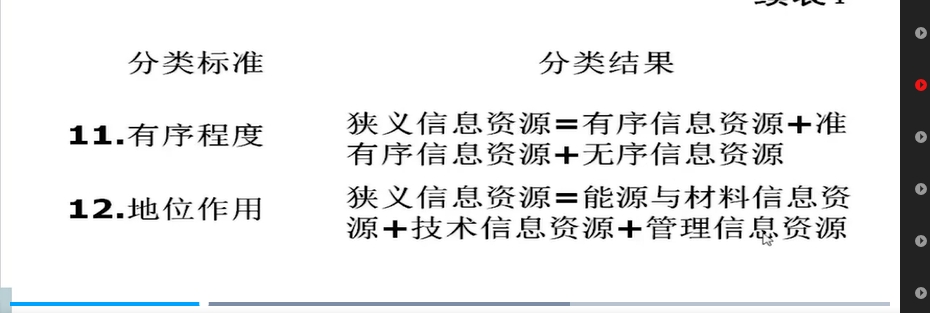 续表1
分类标准 分类结果
11.有序程度
狭义信息资源=有序信息资源+准
有序信息资源+无序信息资源
12.地位作用
狭义信息资源=能源与材料信息资
源+技术信息资源+管理信息资源